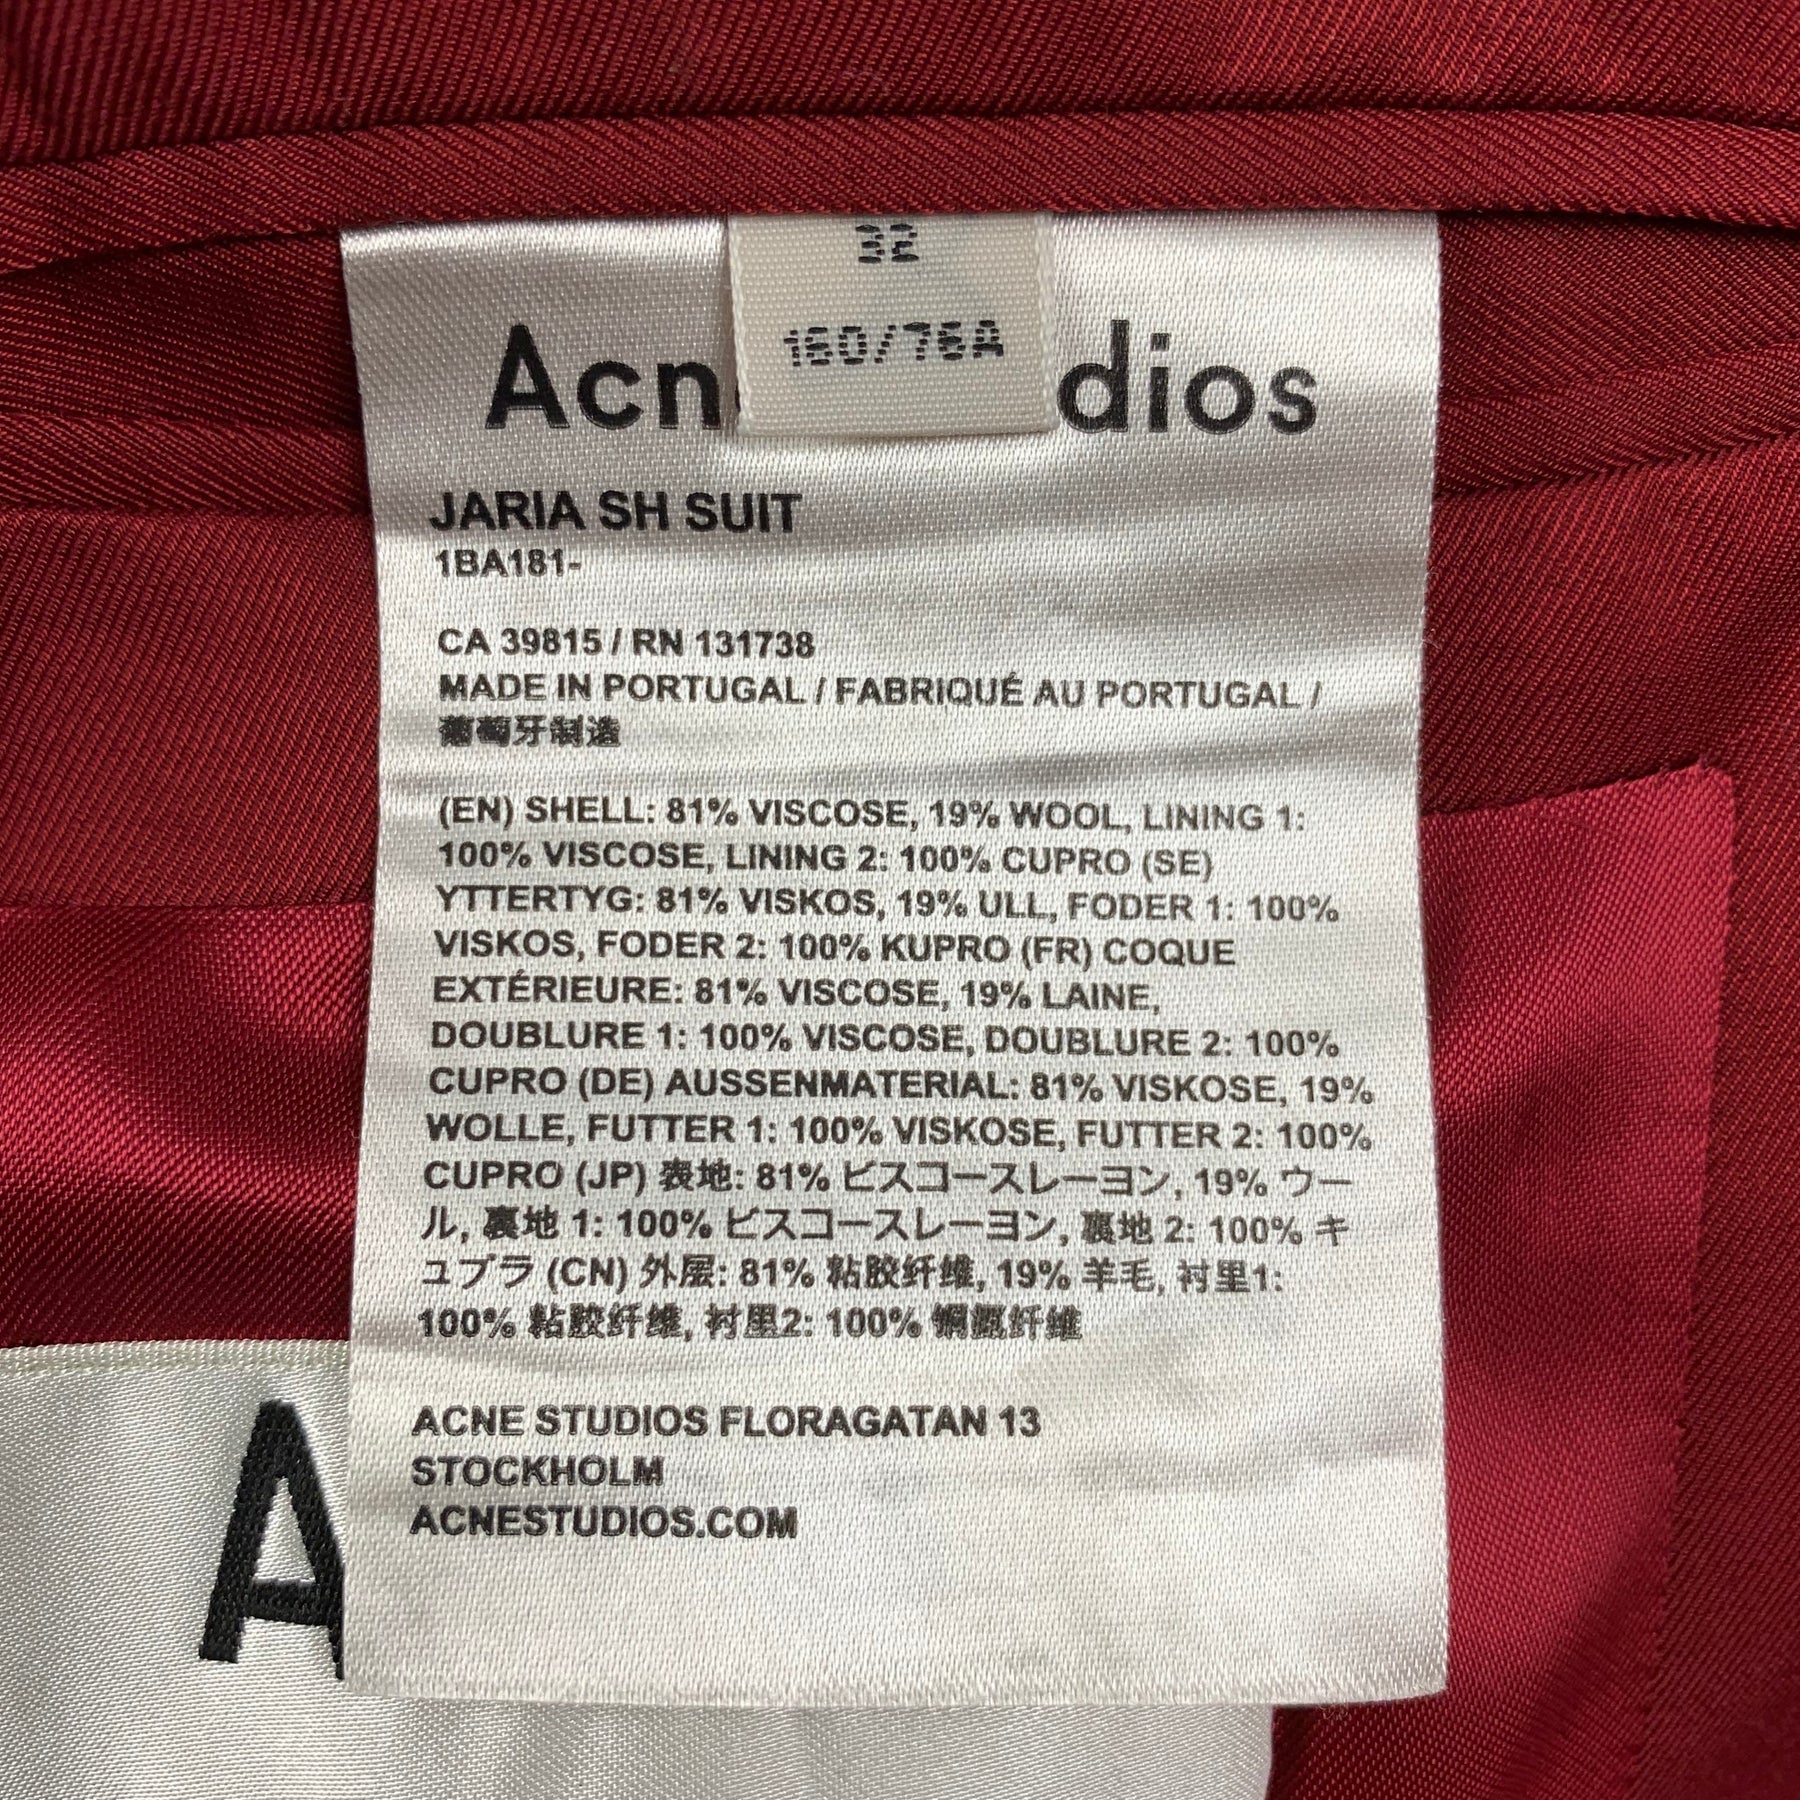 32
160/76A
Acn dios
JARIA SH SUIT
1BA181-
CA 39815 / RN 131738
MADE IN PORTUGAL / FABRIQUÉ AU PORTUGAL /
葡萄牙制造
(EN) SHELL: 81% VISCOSE, 19% WOOL, LINING 1:
100% VISCOSE, LINING 2: 100% CUPRO (SE)
YTTERTYG: 81% VISKOS, 19% ULL, FODER 1: 100%
VISKOS, FODER 2: 100% KUPRO (FR) COQUE
EXTÉRIEURE: 81% VISCOSE, 19% LAINE,
DOUBLURE 1: 100% VISCOSE, DOUBLURE 2: 100%
CUPRO (DE) AUSSENMATERIAL: 81% VISKOSE, 19%
WOLLE, FUTTER 1: 100% VISKOSE, FUTTER 2: 100%
CUPRO (JP) 表地: 81% ビスコースレーヨン, 19% ウー
ル, 裏地 1: 100% ビスコースレーヨン, 裏地 2: 100% キ
ュプラ (CN) 外层: 81% 粘胶纤维, 19% 羊毛, 衬里1:
100% 粘胶纤维, 衬里2: 100% 铜氨纤维
ACNE STUDIOS FLORAGATAN 13
STOCKHOLM
ACNESTUDIOS.COM
A